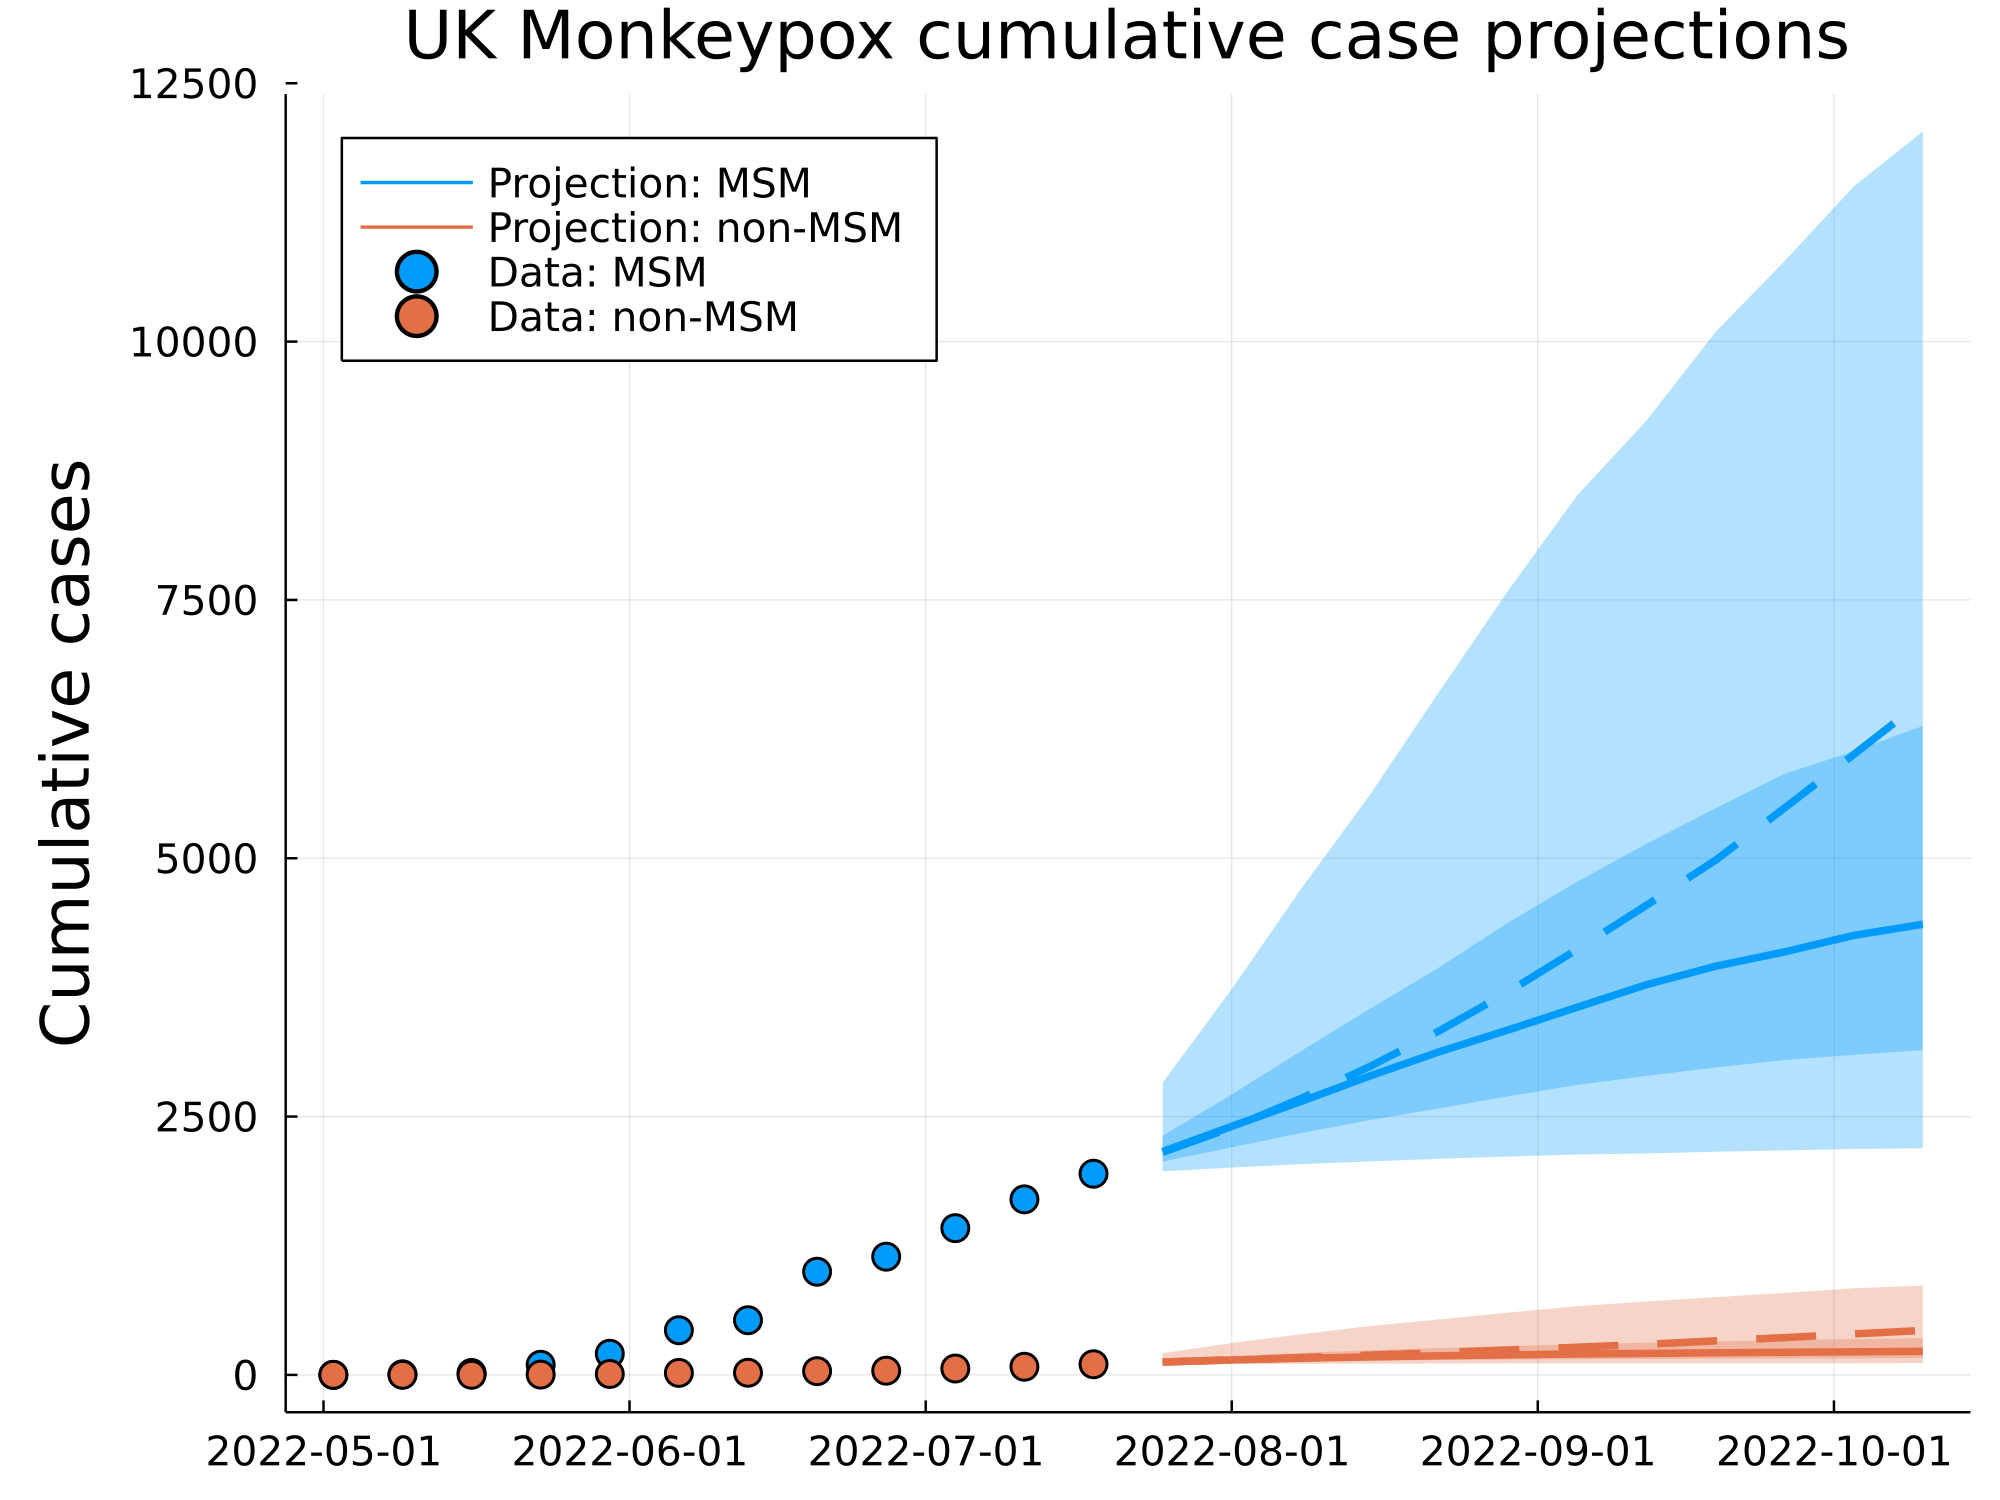 UK Monkeypox cumulative case projections
12500
Projection: MSM
Projection: non-MSM
Data: MSM
Data: non-MSM
10000
7500
5000
2500
0
Cumulative cases
2022-05-01 2022-06-01 2022-07-01 2022-08-01 2022-09-01 2022-10-01